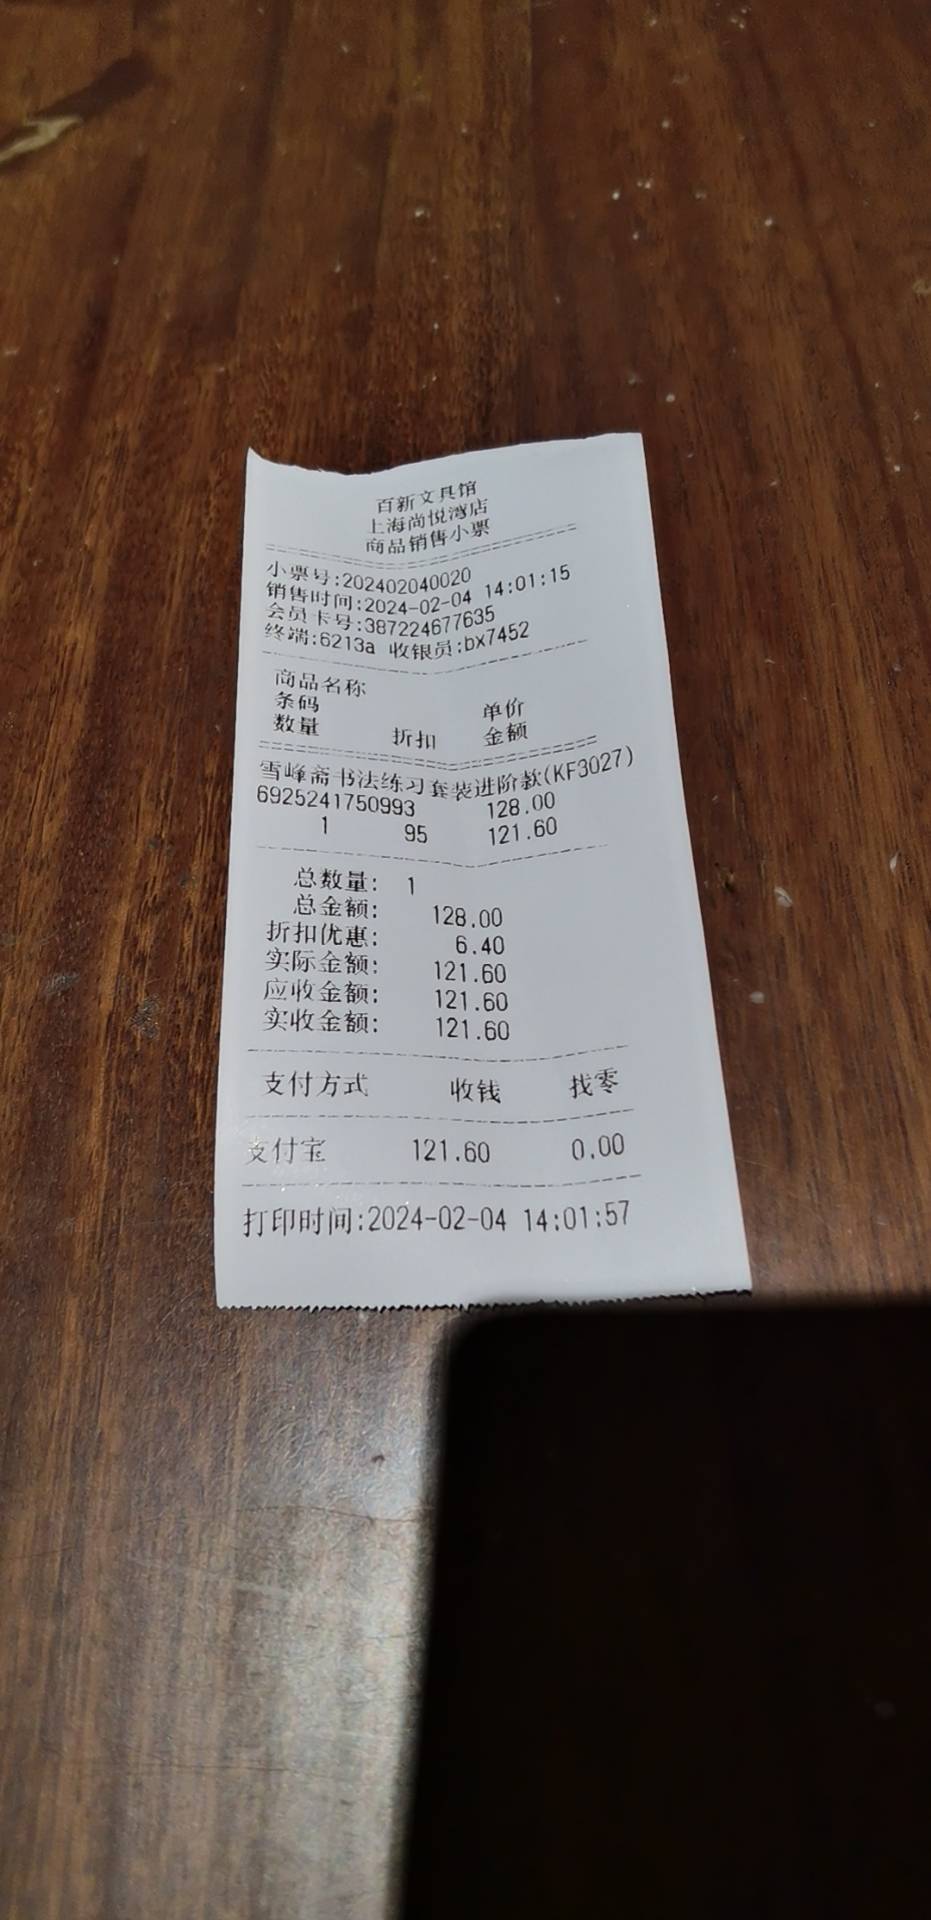 百新文具馆
上海尚悦湾店
商品销售小票
小票号:202402040020
销售时间:2024-02-04 14:01:15
会员卡号:387224677635
终端:6213a 收银员:bx7452
商品名称
条码 单价
数量 折扣 金额
雪峰斋书法练习套装进阶款(KF3027)
6925241750993 128.00
1 95 121.60
总数量: 1
总金额: 128.00
折扣优惠: 6.40
实际金额: 121.60
应收金额: 121.60
实收金额: 121.60
支付方式 收钱 找零
支付宝 121.60 0.00
打印时间:2024-02-04 14:01:57